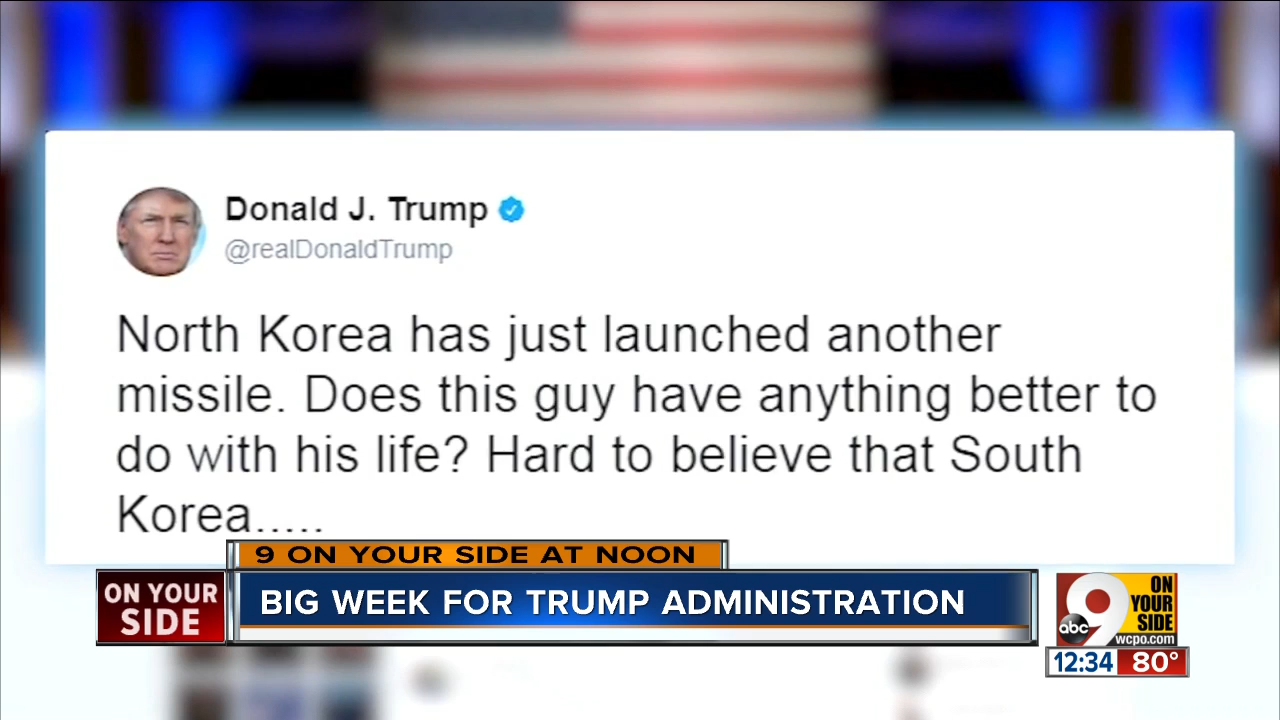 Donald J. Trump
@realDonaldTrump
North Korea has just launched another
missile. Does this guy have anything better to
do with his life? Hard to believe that South
Korea.....
9 ON YOUR SIDE AT NOON
ON YOUR
SIDE
BIG WEEK FOR TRUMP ADMINISTRATION
abc
9
ON
YOUR
SIDE
wcpo.com
12:34 80°